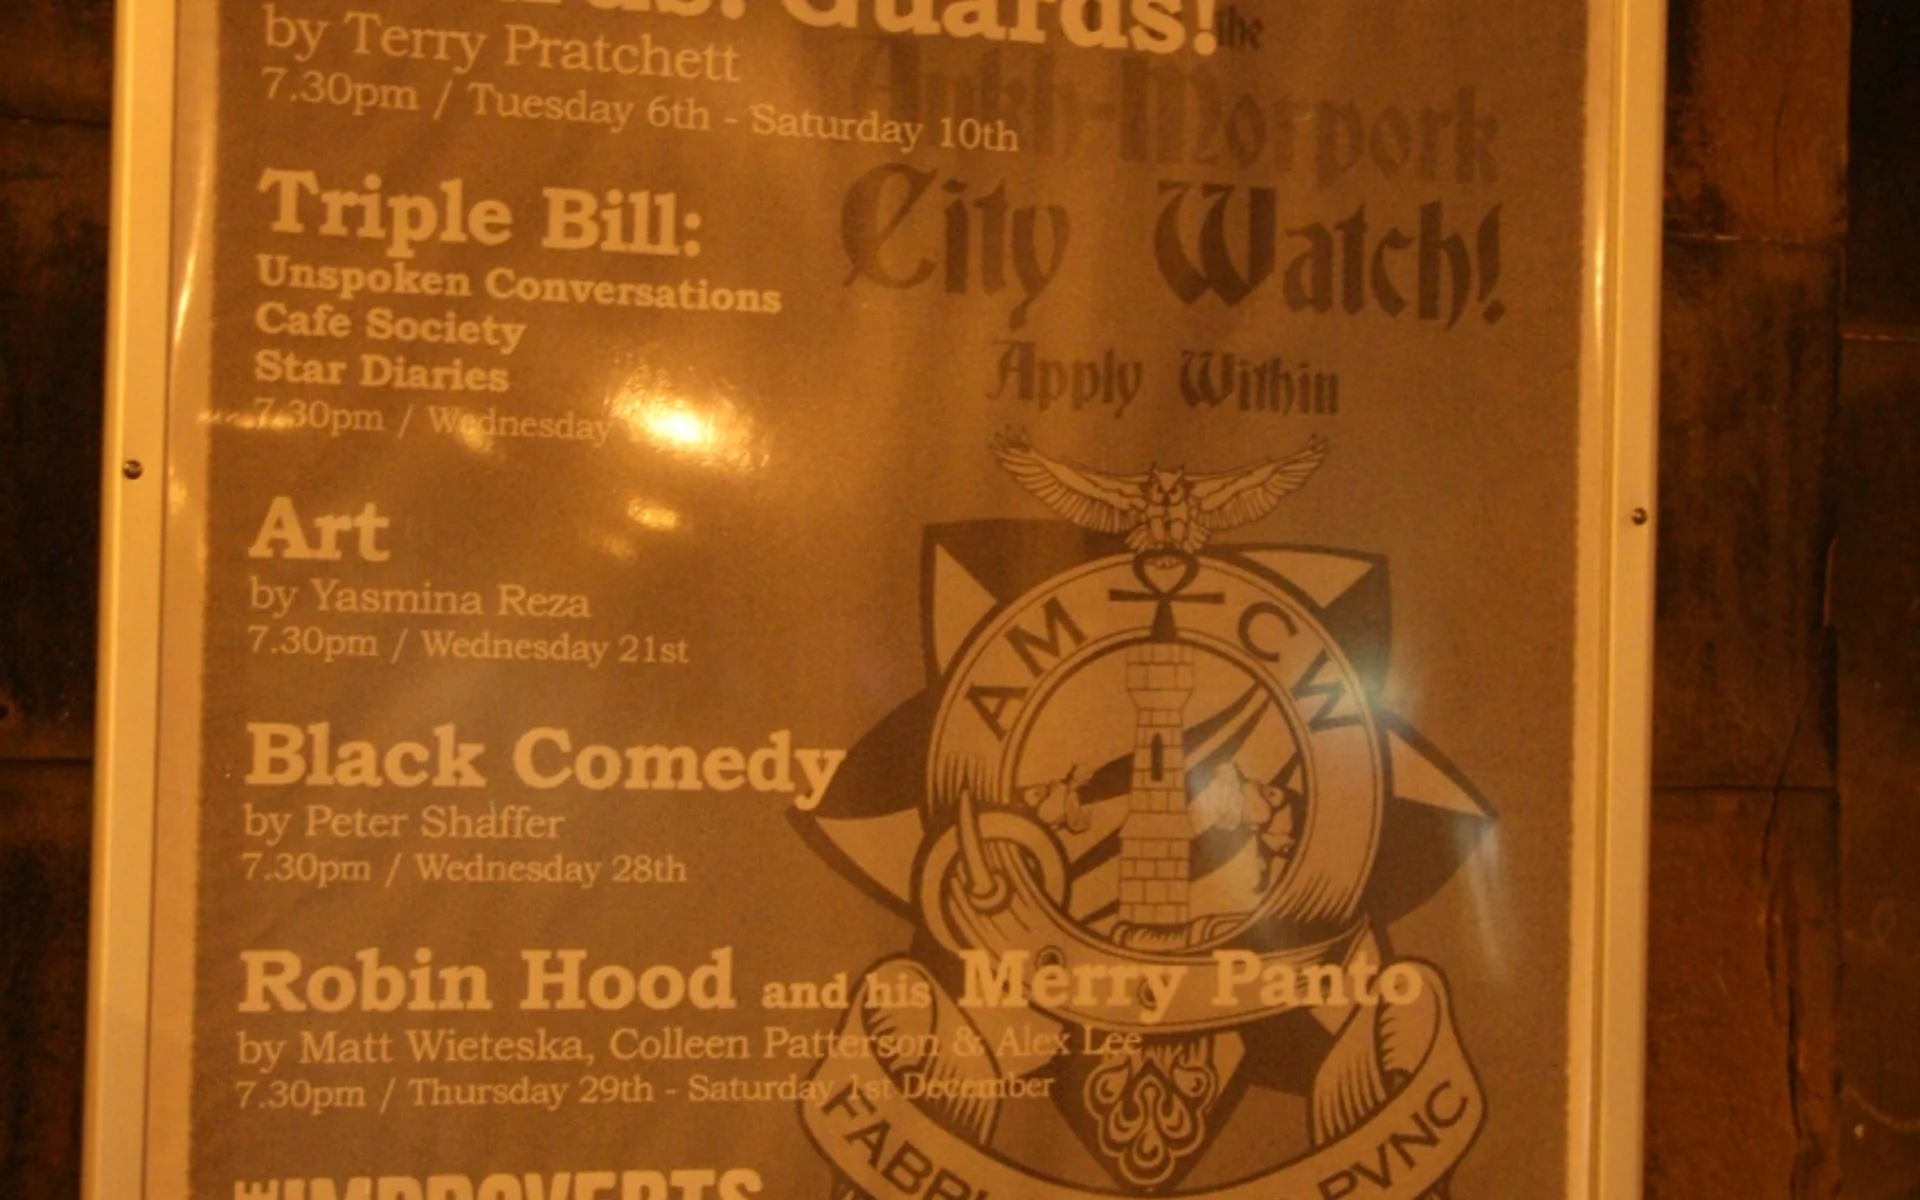 Guards!
by Terry Pratchett
7.30pm / Tuesday 6th - Saturday 10th
Triple Bill:
Unspoken Conversations
Cafe Society
Star Diaries
7.30pm / Wednesday
Art
by Yasmina Reza
7.30pm / Wednesday 21st
Black Comedy
by Peter Shaffer
7.30pm / Wednesday 28th
Robin Hood and his Merry Panto
by Matt Wieteska, Colleen Patterson & Alex Lee
7.30pm / Thursday 29th - Saturday 1st December
THE IMPROVERTS
the
Ankh-Morpork
City Watch!
Apply Within
AM CW
PVNC